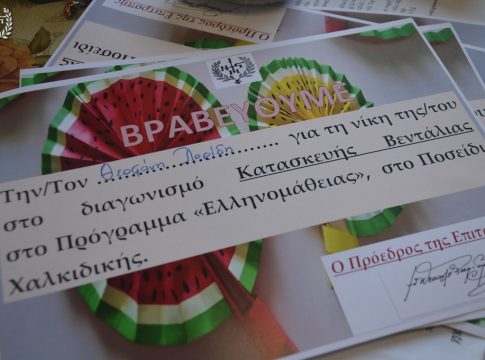 Ο Πρόεδρος της Επιτροπής
ΒΡΑΒΕΥΟΥΜΕ
Την/Τον .......................... για τη νίκη της/του
στο διαγωνισμό Κατασκευής Βεντάλιας
στο Πρόγραμμα «Ελληνομάθειας», στο Ποσείδι
Χαλκιδικής.
Ο Πρόεδρος της Επιτρ